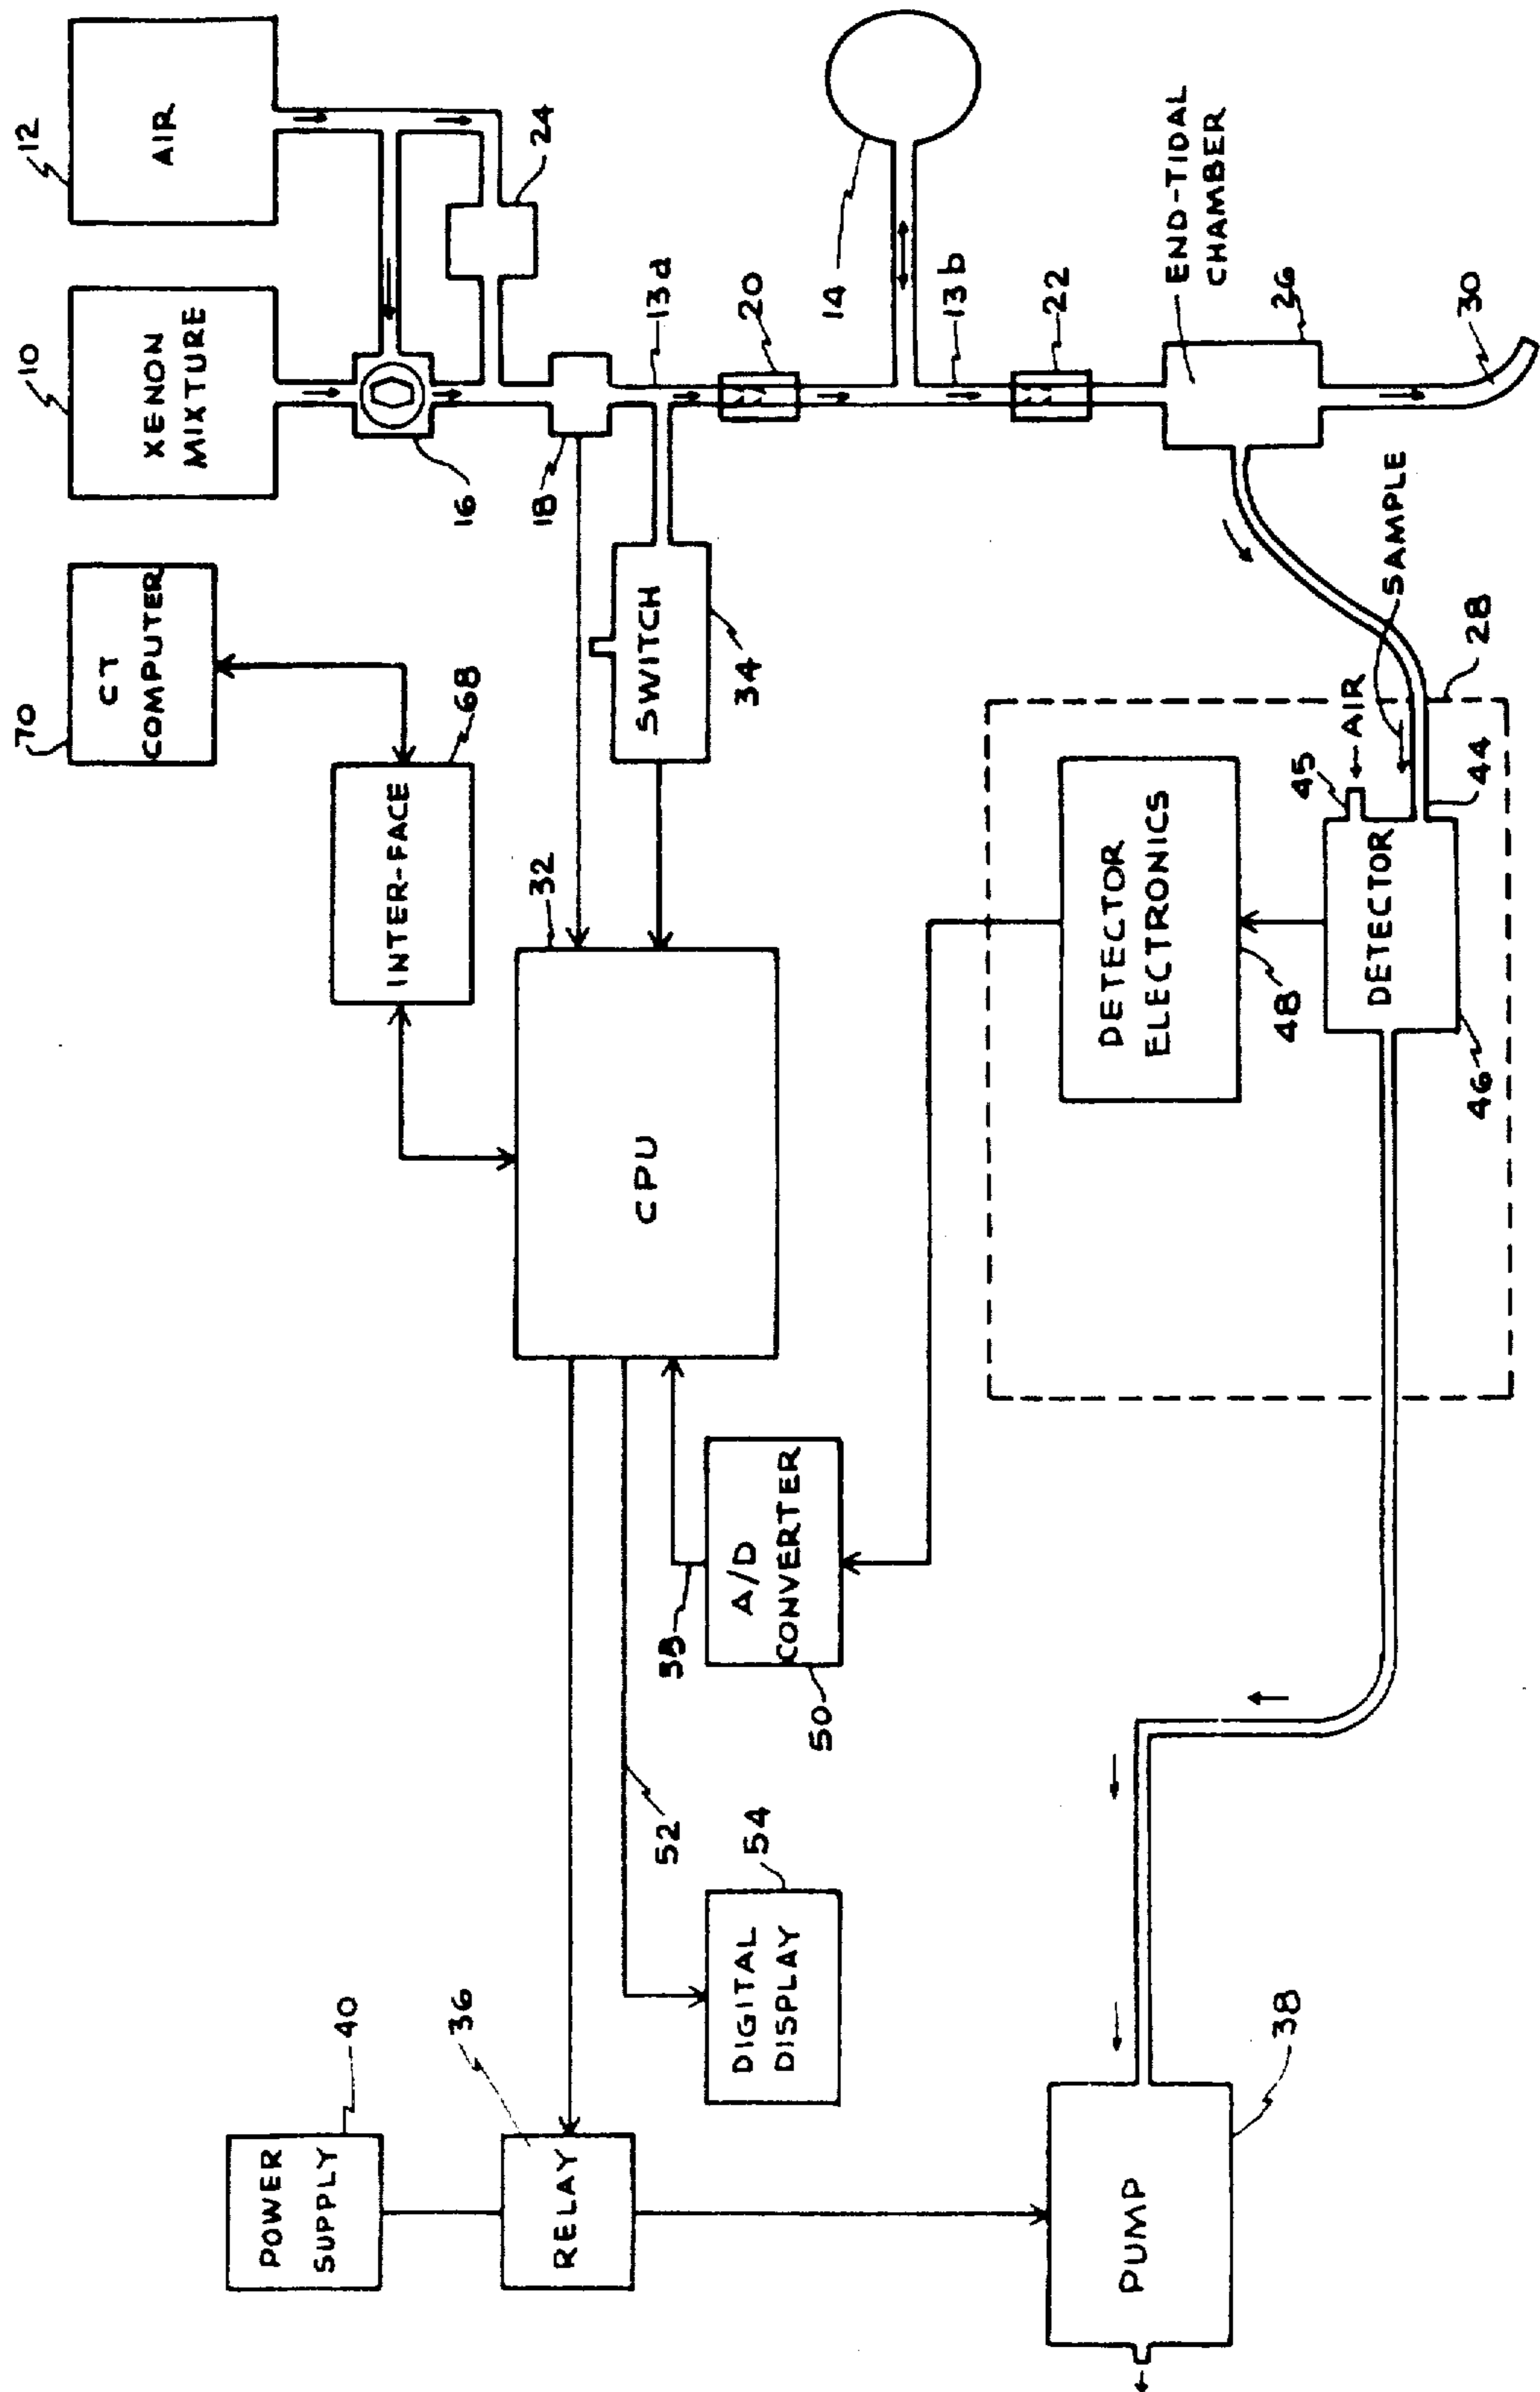 40
POWER
SUPPLY
70
CT
COMPUTER
10
XENON
MIXTURE
12
AIR
36
RELAY
INTER-FACE
68
16
24
32
18
CPU
SWITCH
34
13a
52
58
20
54
DIGITAL
DISPLAY
50
A/D
CONVERTER
14
13b
22
PUMP
38
DETECTOR
ELECTRONICS
48
END-TIDAL
CHAMBER
26
45
AIR
SAMPLE
28
DETECTOR
46
44
30